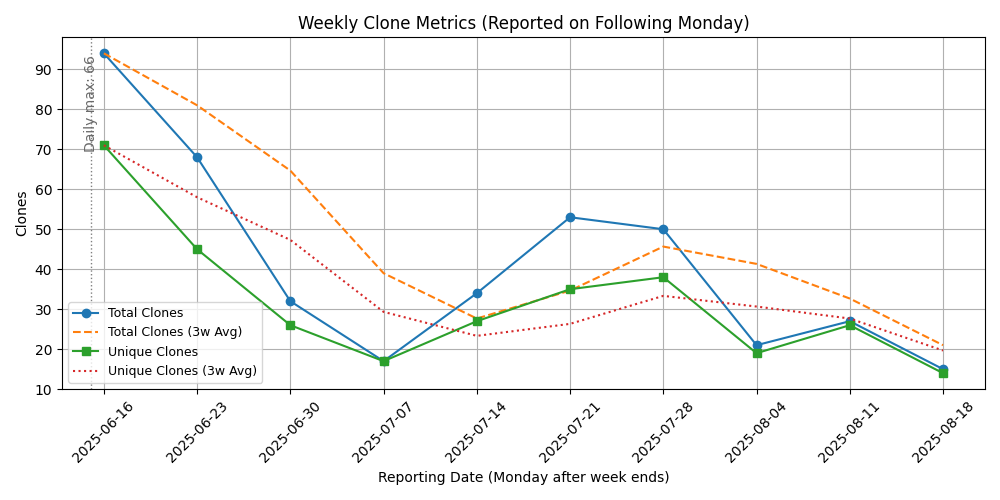 Weekly Clone Metrics (Reported on Following Monday)
Clones
90
80
70
60
50
40
30
20
10
Daily max: 66
Total Clones
Total Clones (3w Avg)
Unique Clones
Unique Clones (3w Avg)
2025-06-16
2025-06-23
2025-06-30
2025-07-07
2025-07-14
2025-07-21
2025-07-28
2025-08-04
2025-08-11
2025-08-18
Reporting Date (Monday after week ends)